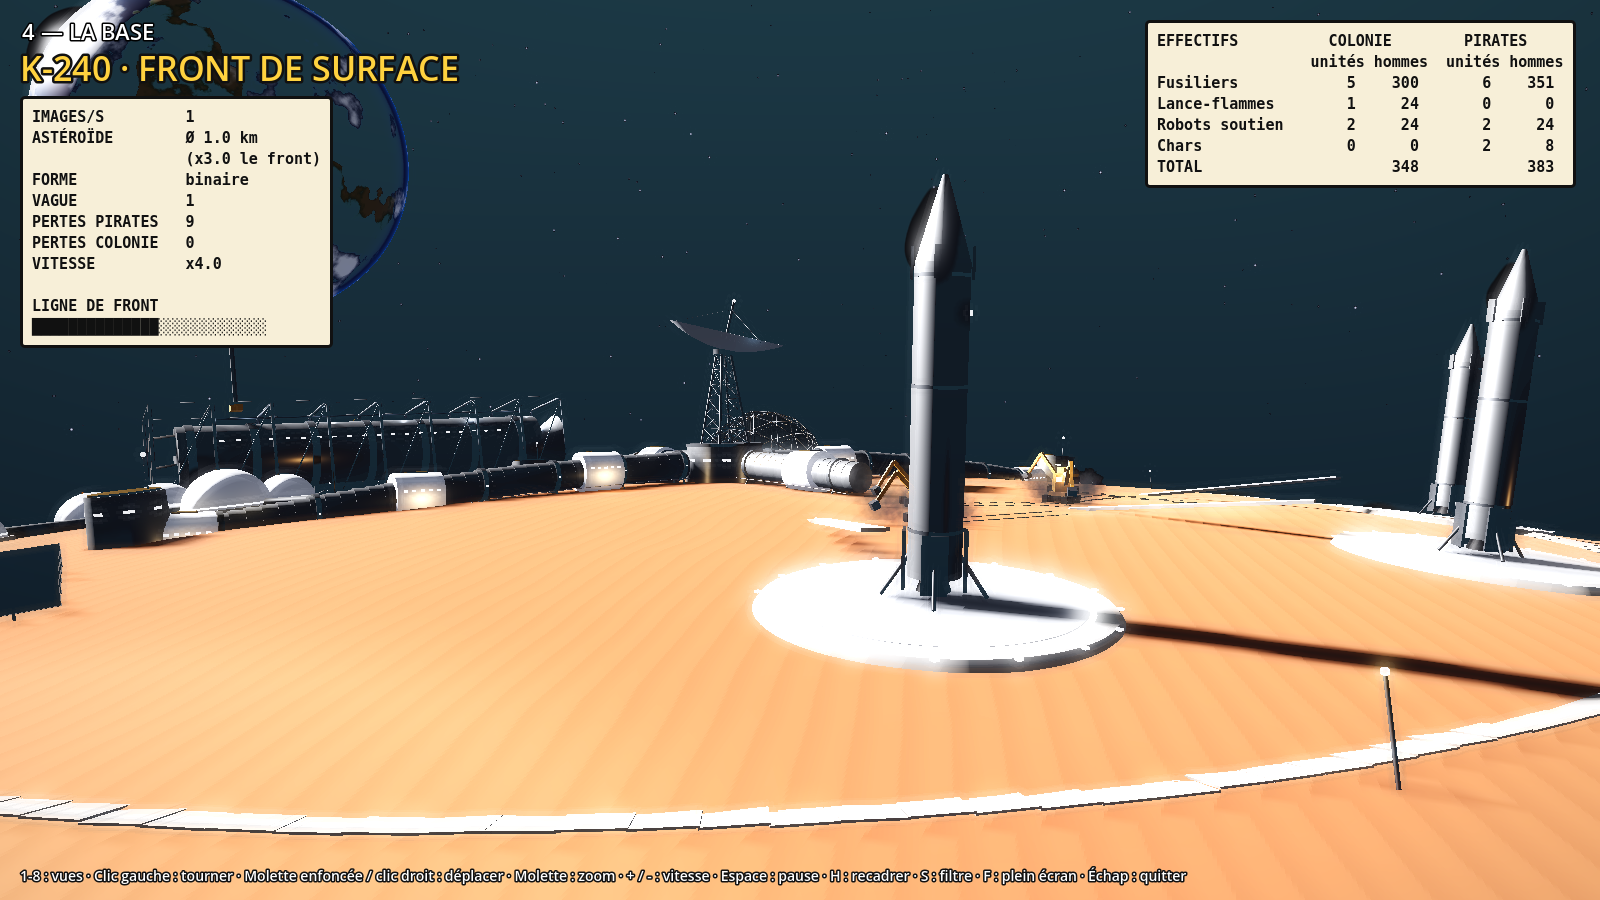 4 — LA BASE
K-240 · FRONT DE SURFACE
IMAGES/S 1
ASTÉROÏDE Ø 1.0 km
(x3.0 le front)
FORME binaire
VAGUE 1
PERTES PIRATES 9
PERTES COLONIE 0
VITESSE x4.0
LIGNE DE FRONT
EFFECTIFS COLONIE PIRATES
unités hommes unités hommes
Fusiliers 5 300 6 351
Lance-flammes 1 24 0 0
Robots soutien 2 24 2 24
Chars 0 0 2 8
TOTAL 348 383
1-8 : vues · Clic gauche : tourner · Molette enfoncée / clic droit : déplacer · Molette : zoom · + / - : vitesse · Espace : pause · H : recadrer · S : filtre · F : plein écran · Échap : quitter